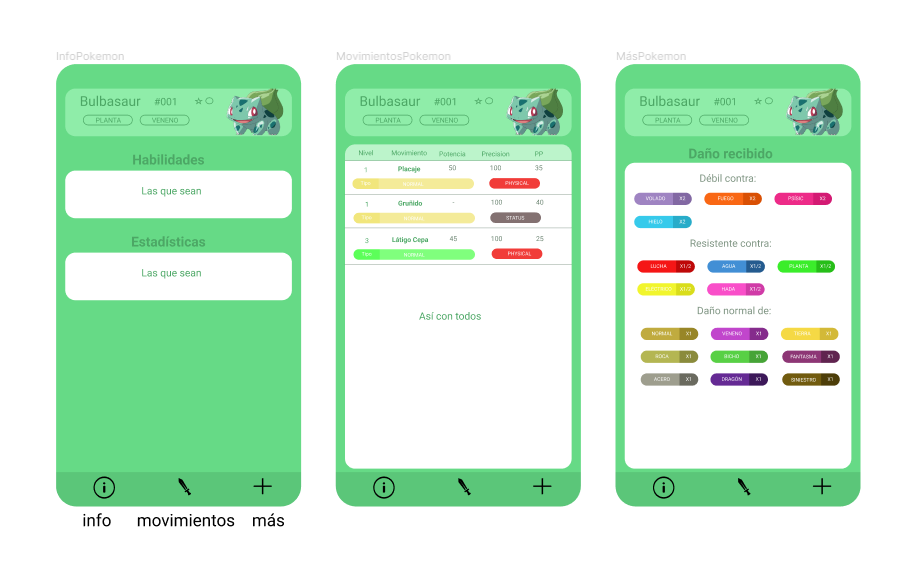 InfoPokemon
Bulbasaur #001
PLANTA VENENO
Habilidades
Las que sean
Estadísticas
Las que sean
info movimientos más
MovimientosPokemon
Bulbasaur #001
PLANTA VENENO
Nivel Movimiento Potencia Precision PP
1 Placaje 50 100 35
Tipo NORMAL PHYSICAL
1 Gruñido - 100 40
Tipo NORMAL STATUS
3 Látigo Cepa 45 100 25
Tipo NORMAL PHYSICAL
Así con todos
MásPokemon
Bulbasaur #001
PLANTA VENENO
Daño recibido
Débil contra:
VOLADO X2 FUEGO X2 PSISIC X2
HIELO X2
Resistente contra:
LUCHA X1/2 AGUA X1/2 PLANTA X1/2
ELÉCTRICO X1/2 HADA X1/2
Daño normal de:
NORMAL X1 VENENO X1 TIERRA X1
ROCA X1 BICHO X1 FANTASMA X1
ACERO X1 DRAGÓN X1 SINIESTRO X1